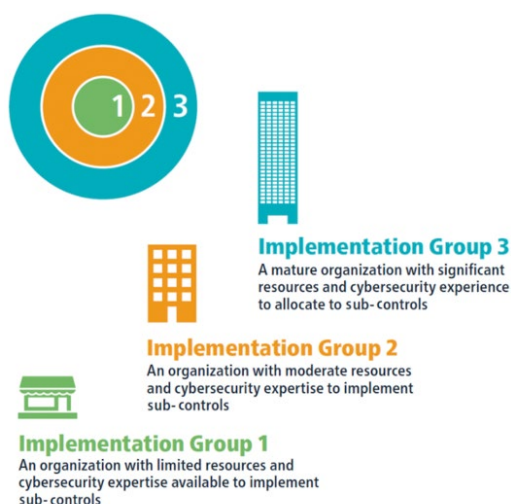 1 2 3
Implementation Group 3
A mature organization with significant
resources and cybersecurity experience
to allocate to sub-controls
Implementation Group 2
An organization with moderate resources
and cybersecurity expertise to implement
sub-controls
Implementation Group 1
An organization with limited resources and
cybersecurity expertise available to implement
sub-controls